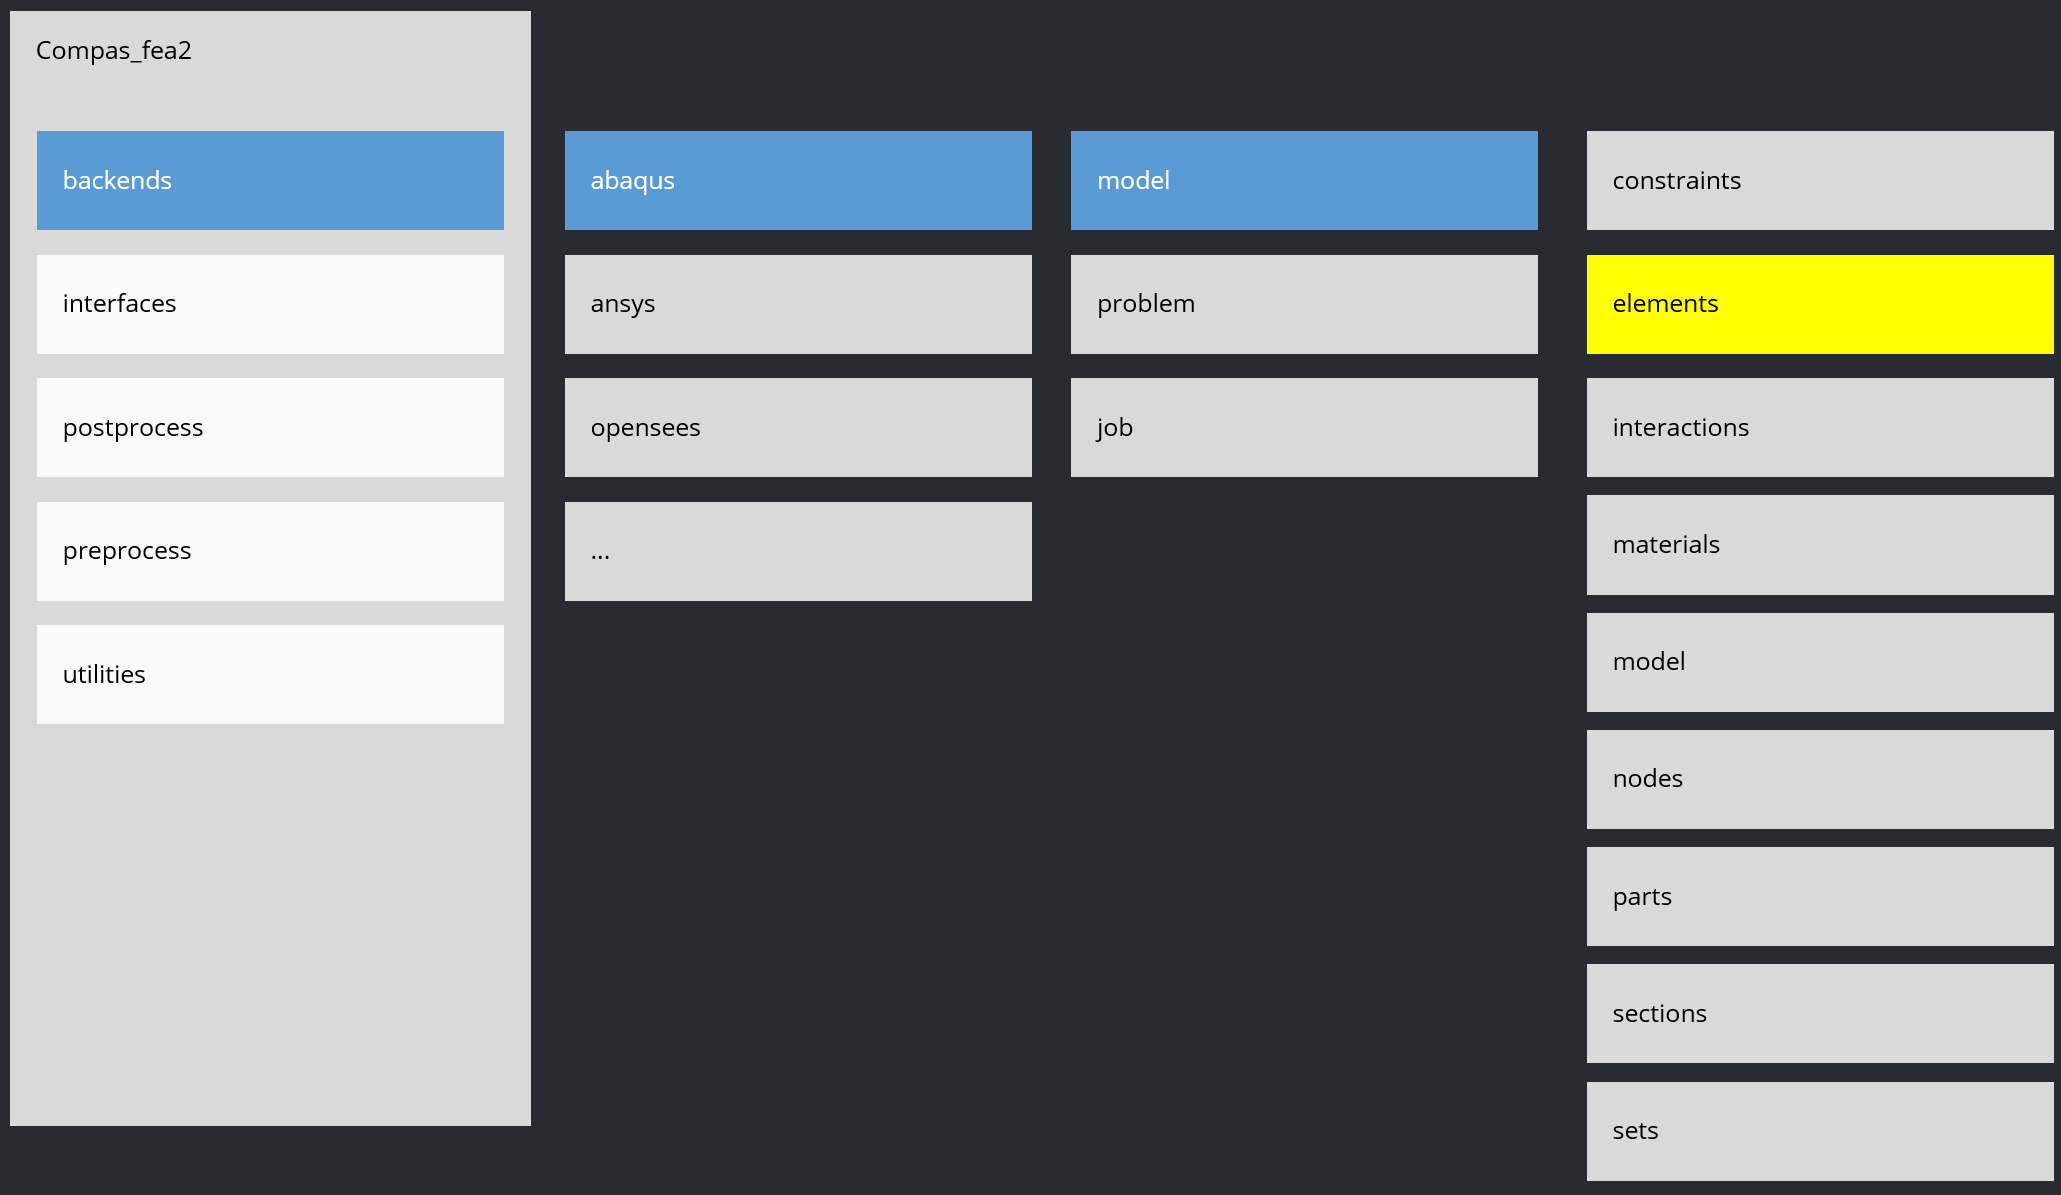 Compas_fea2
backends
interfaces
postprocess
preprocess
utilities
abaqus
ansys
opensees
...
model
problem
job
constraints
elements
interactions
materials
model
nodes
parts
sections
sets